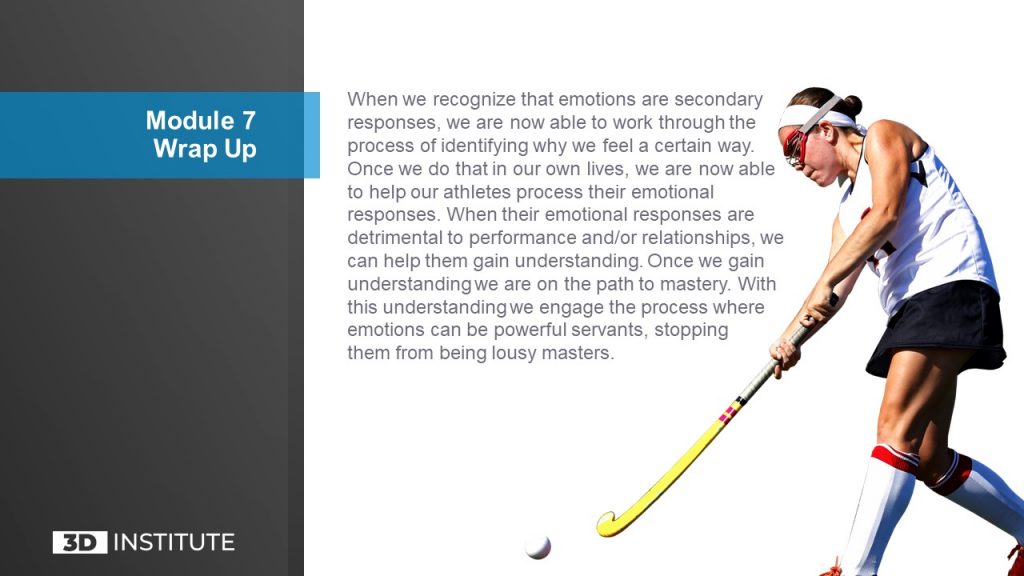 Module 7
Wrap Up
When we recognize that emotions are secondary
responses, we are now able to work through the
process of identifying why we feel a certain way.
Once we do that in our own lives, we are now able
to help our athletes process their emotional
responses. When their emotional responses are
detrimental to performance and/or relationships, we
can help them gain understanding. Once we gain
understanding we are on the path to mastery. With
this understanding we engage the process where
emotions can be powerful servants, stopping
them from being lousy masters.
3D INSTITUTE